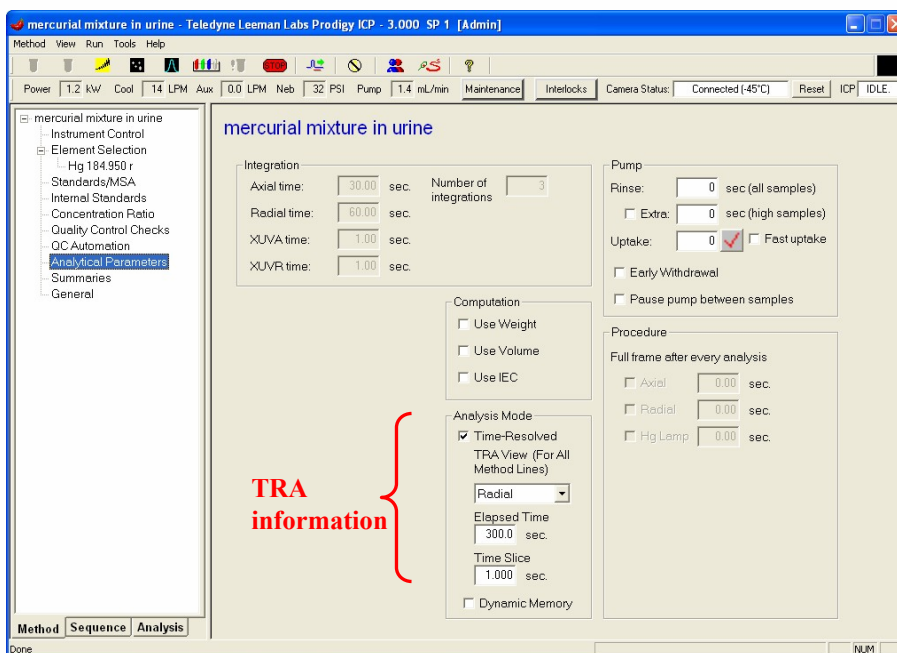 mercurial mixture in urine - Teledyne Leeman Labs Prodigy ICP - 3.000 SP 1 [Admin]
Method View Run Tools Help
STOP
Power 1.2 kW Cool 14 LPM Aux 0.0 LPM Neb 32 PSI Pump 1.4 mL/min Maintenance Interlocks Camera Status: Connected (-45°C) Reset ICP IDLE.
mercurial mixture in urine
Instrument Control
Element Selection
Hg 184.950 r
Standards/MSA
Internal Standards
Concentration Ratio
Quality Control Checks
QC Automation
Analytical Parameters
Summaries
General
Method Sequence Analysis
mercurial mixture in urine
Integration
Axial time: 30.00 sec. Number of integrations 3
Radial time: 60.00 sec.
XUVA time: 1.00 sec.
XUVR time: 1.00 sec.
Computation
Use Weight
Use Volume
Use IEC
TRA
information
Analysis Mode
Time-Resolved
TRA View (For All
Method Lines)
Radial
Elapsed Time
300.0 sec.
Time Slice
1.000 sec.
Dynamic Memory
Pump
Rinse: 0 sec (all samples)
Extra: 0 sec (high samples)
Uptake: 0 Fast uptake
Early Withdrawal
Pause pump between samples
Procedure
Full frame after every analysis
Axial 0.00 sec.
Radial 0.00 sec.
Hg Lamp 0.00 sec.
Done NUM